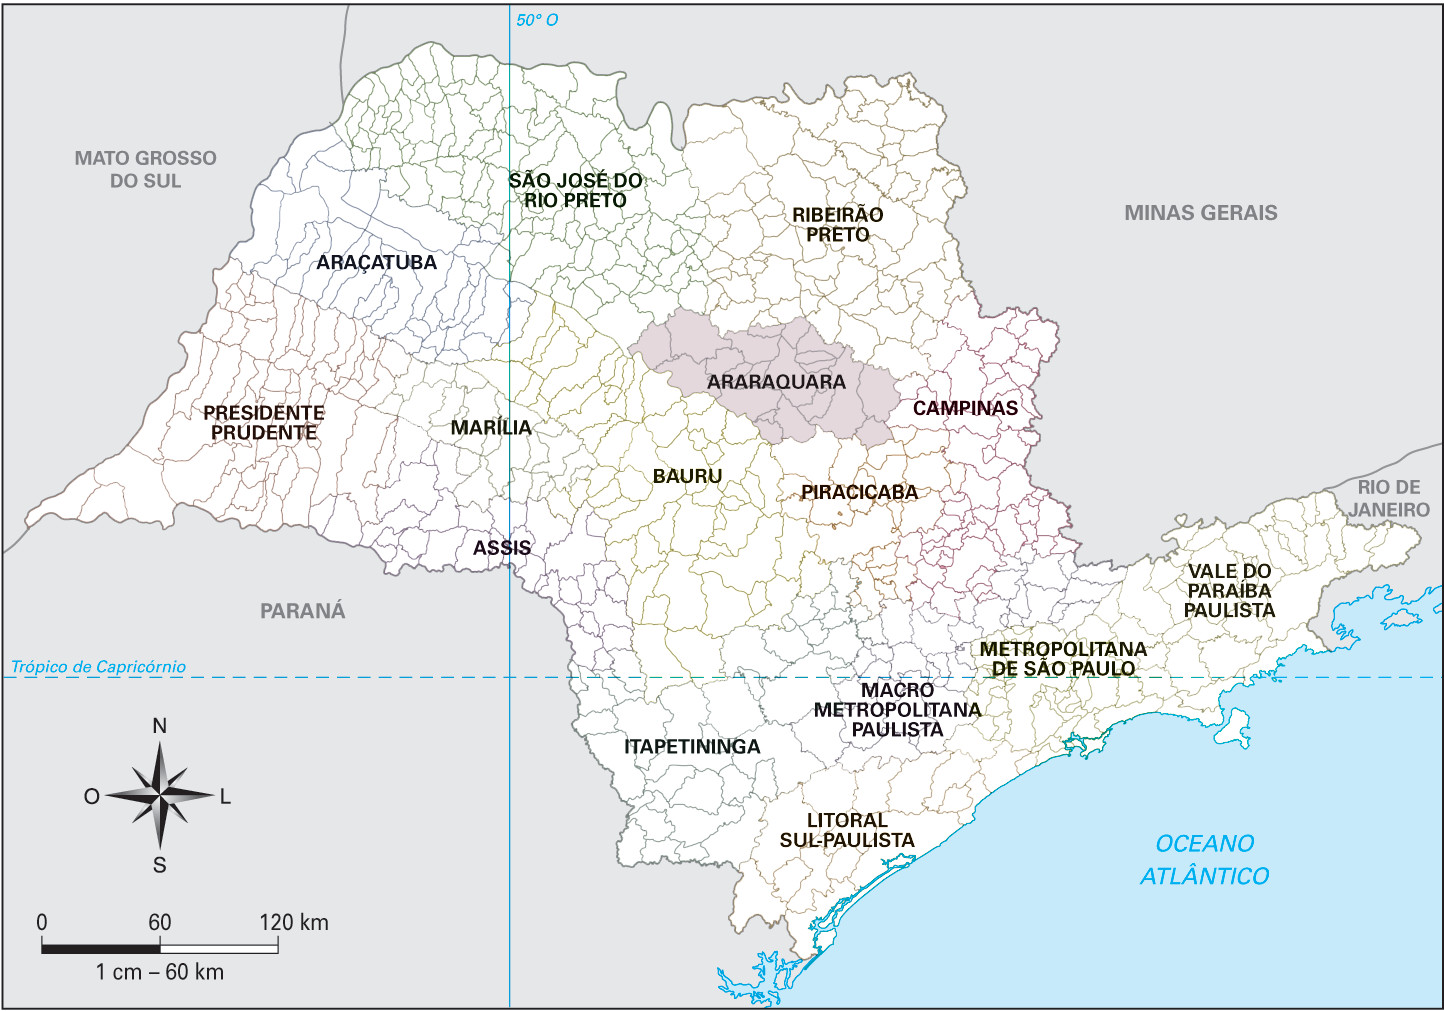 50° O
MATO GROSSO
DO SUL
SÃO JOSÉ DO
RIO PRETO
RIBEIRÃO
PRETO
MINAS GERAIS
ARAÇATUBA
ARARAQUARA
CAMPINAS
PRESIDENTE
PRUDENTE
MARÍLIA
BAURU
PIRACICABA
RIO DE
JANEIRO
ASSIS
VALE DO
PARAÍBA
PAULISTA
PARANÁ
METROPOLITANA
DE SÃO PAULO
Trópico de Capricórnio
MACRO
METROPOLITANA
PAULISTA
ITAPETININGA
N
O
L
S
LITORAL
SUL-PAULISTA
OCEANO
ATLÂNTICO
0 60 120 km
1 cm – 60 km